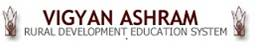 VIGYAN ASHRAM
RURAL DEVELOPMENT EDUCATION SYSTEM